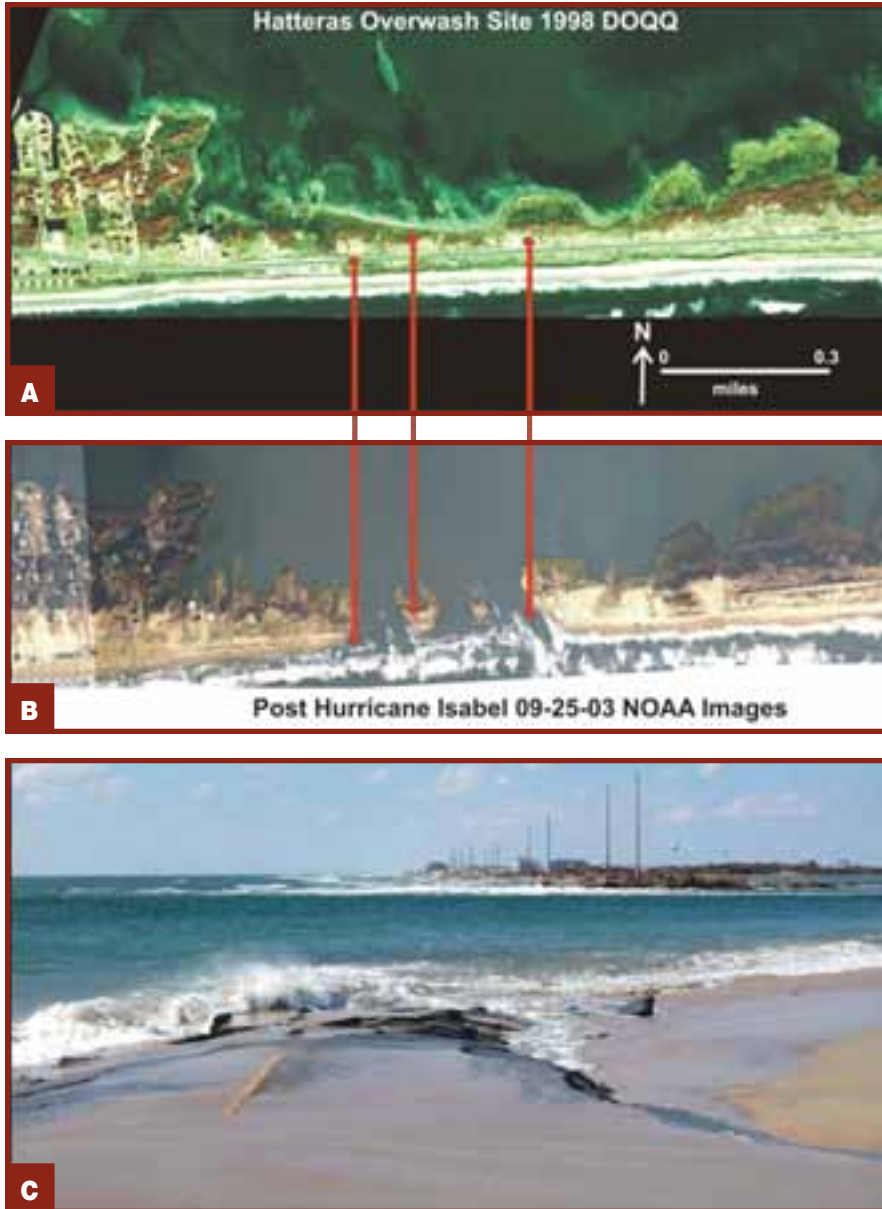 Hatteras Overwash Site 1998 DOQQ
N
0 0.3
miles
A
B
Post Hurricane Isabel 09-25-03 NOAA Images
C